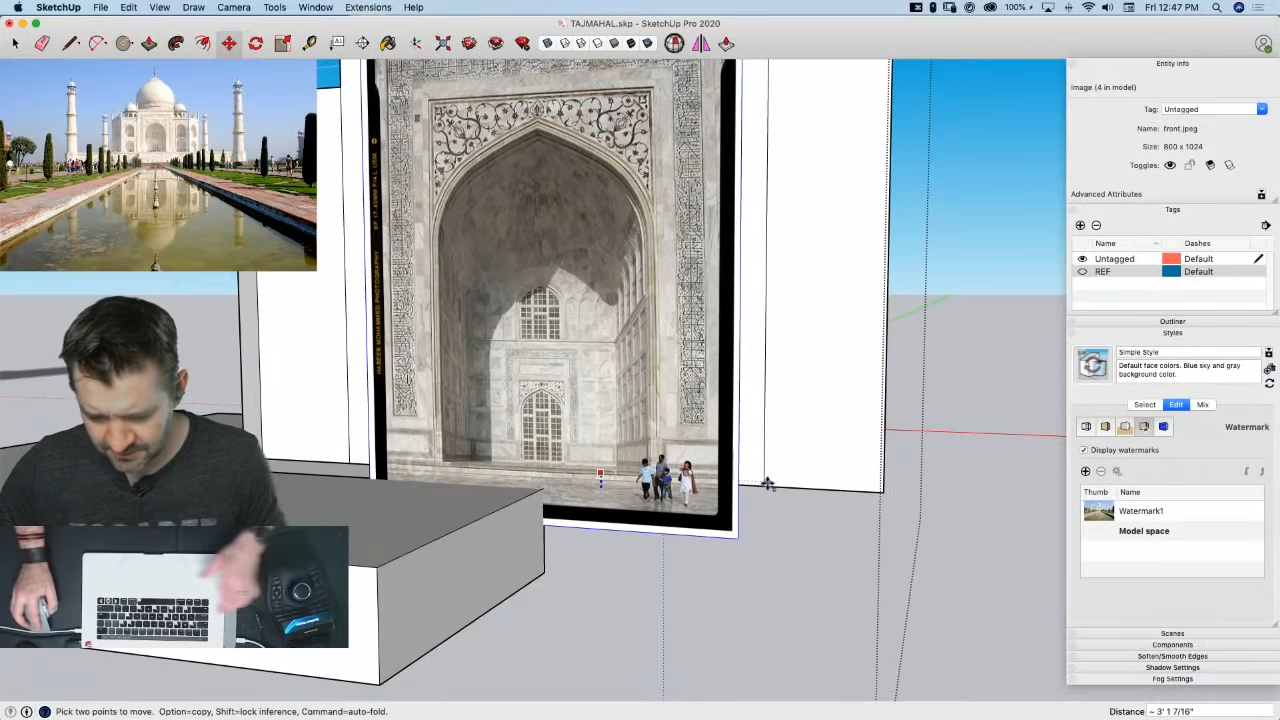 SketchUp File Edit View Draw Camera Tools Window Extensions Help
100% Fri 12:47 PM
TAJMAHAL.skp - SketchUp Pro 2020
Entity Info
Image (4 in model)
Tag: Untagged
Name: front.jpeg
Size: 800 x 1024
Toggles:
Advanced Attributes
Tags
Name Dashes
Untagged Default
REF Default
Outliner
Styles
Simple Style
Default face colors. Blue sky and gray
background color.
Select Edit Mix
Watermark
Display watermarks
Thumb Name
Watermark1
Model space
Scenes
Components
Soften/Smooth Edges
Shadow Settings
Fog Settings
HABEEB MOHAMMED PHOTOGRAPHY
Pick two points to move. Option=copy, Shift=lock inference, Command=auto-fold.
Distance ~ 3' 1 7/16"